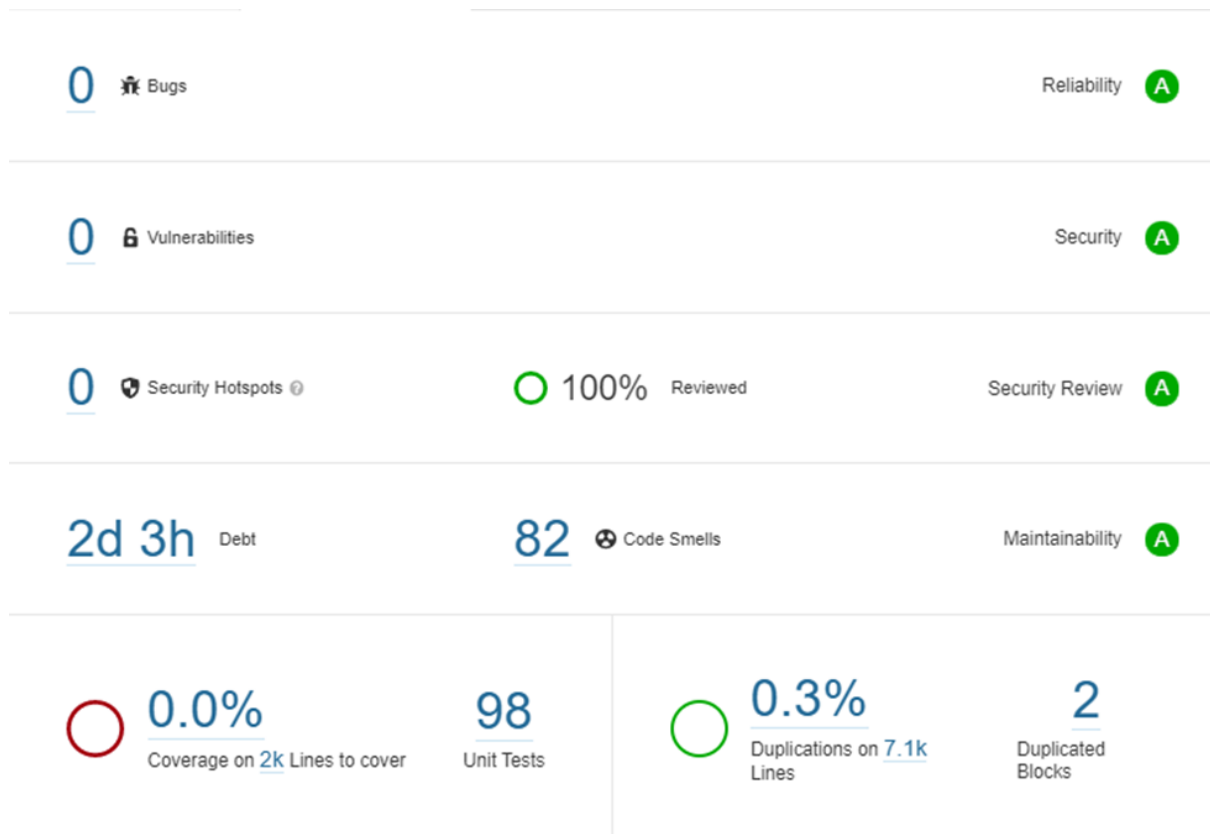 0 Bugs Reliability A
0 Vulnerabilities Security A
0 Security Hotspots ? 100% Reviewed Security Review A
2d 3h Debt 82 Code Smells Maintainability A
0.0%
Coverage on 2k Lines to cover
98
Unit Tests
0.3%
Duplications on 7.1k
Lines
2
Duplicated
Blocks